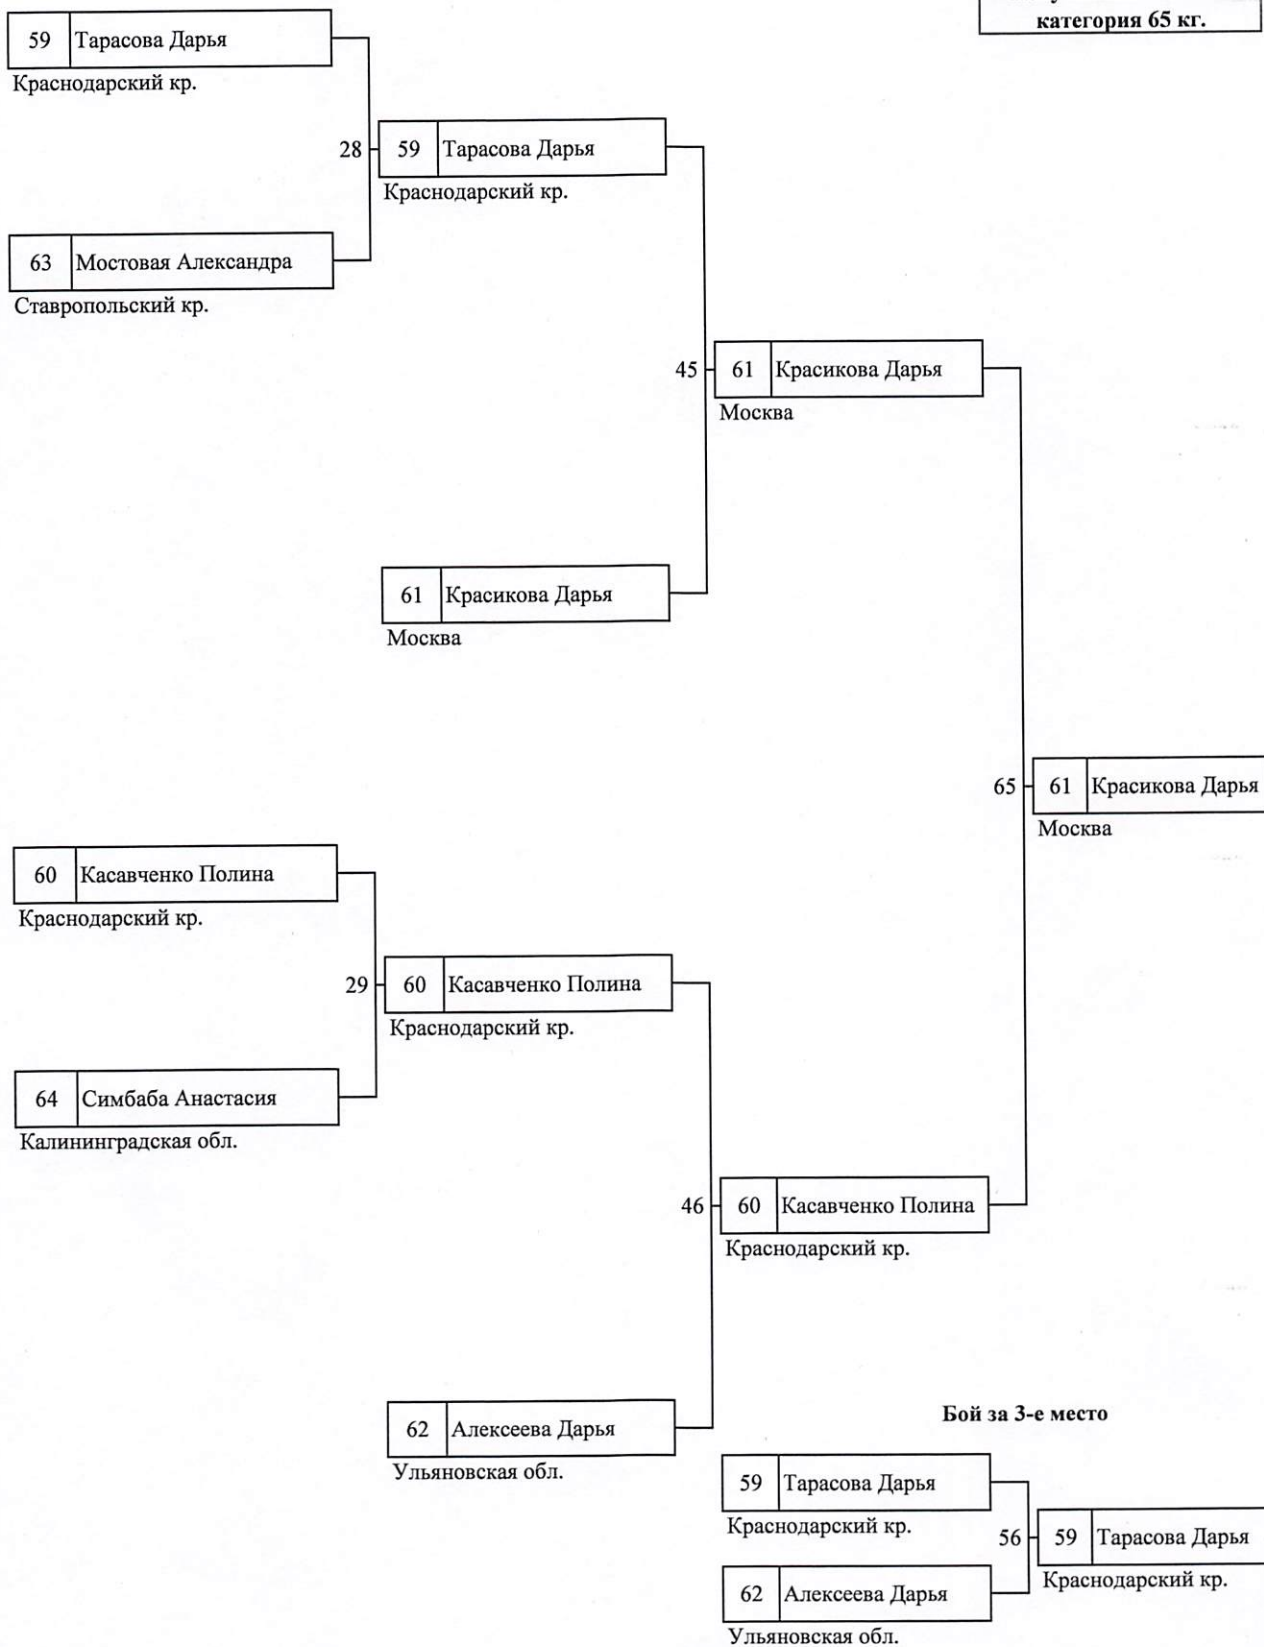 категория 65 кг.
59 Тарасова Дарья
Краснодарский кр.
28 59 Тарасова Дарья
Краснодарский кр.
63 Мостовая Александра
Ставропольский кр.
45 61 Красикова Дарья
Москва
61 Красикова Дарья
Москва
65 61 Красикова Дарья
Москва
60 Касавченко Полина
Краснодарский кр.
29 60 Касавченко Полина
Краснодарский кр.
64 Симбаба Анастасия
Калининградская обл.
46 60 Касавченко Полина
Краснодарский кр.
62 Алексеева Дарья
Ульяновская обл.
Бой за 3-е место
59 Тарасова Дарья
Краснодарский кр.
56 59 Тарасова Дарья
Краснодарский кр.
62 Алексеева Дарья
Ульяновская обл.